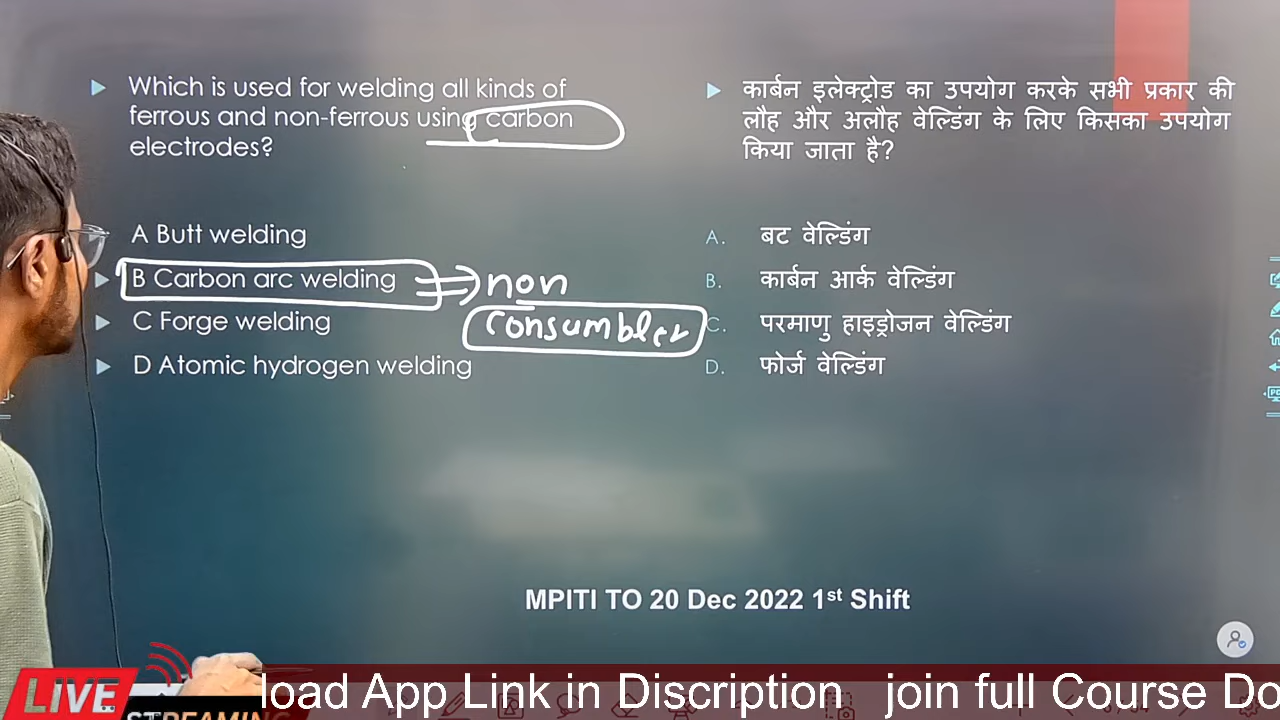 Which is used for welding all kinds of
ferrous and non-ferrous using carbon
electrodes?
A Butt welding
B Carbon arc welding
C Forge welding
D Atomic hydrogen welding
non
consumbler
कार्बन इलेक्ट्रोड का उपयोग करके सभी प्रकार की
लौह और अलौह वेल्डिंग के लिए किसका उपयोग
किया जाता है?
A. बट वेल्डिंग
B. कार्बन आर्क वेल्डिंग
C. परमाणु हाइड्रोजन वेल्डिंग
D. फोर्ज वेल्डिंग
MPITI TO 20 Dec 2022 1st Shift
LIVE
STREAMING
load App Link in Discription join full Course Do